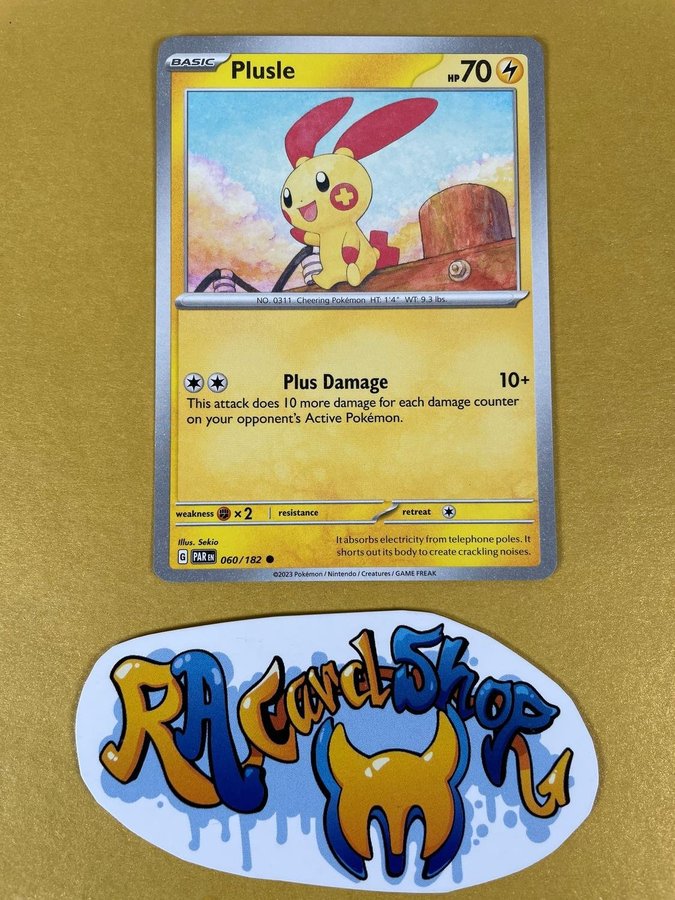 BASIC Plusle HP 70
NO. 0311 Cheering Pokémon HT: 1'4" WT: 9.3 lbs.
Plus Damage 10+
This attack does 10 more damage for each damage counter
on your opponent's Active Pokémon.
weakness ×2 resistance retreat
Illus. Sekio
It absorbs electricity from telephone poles. It
shorts out its body to create crackling noises.
G PAR EN 060/182
©2023 Pokémon / Nintendo / Creatures / GAME FREAK
RA Card Shop